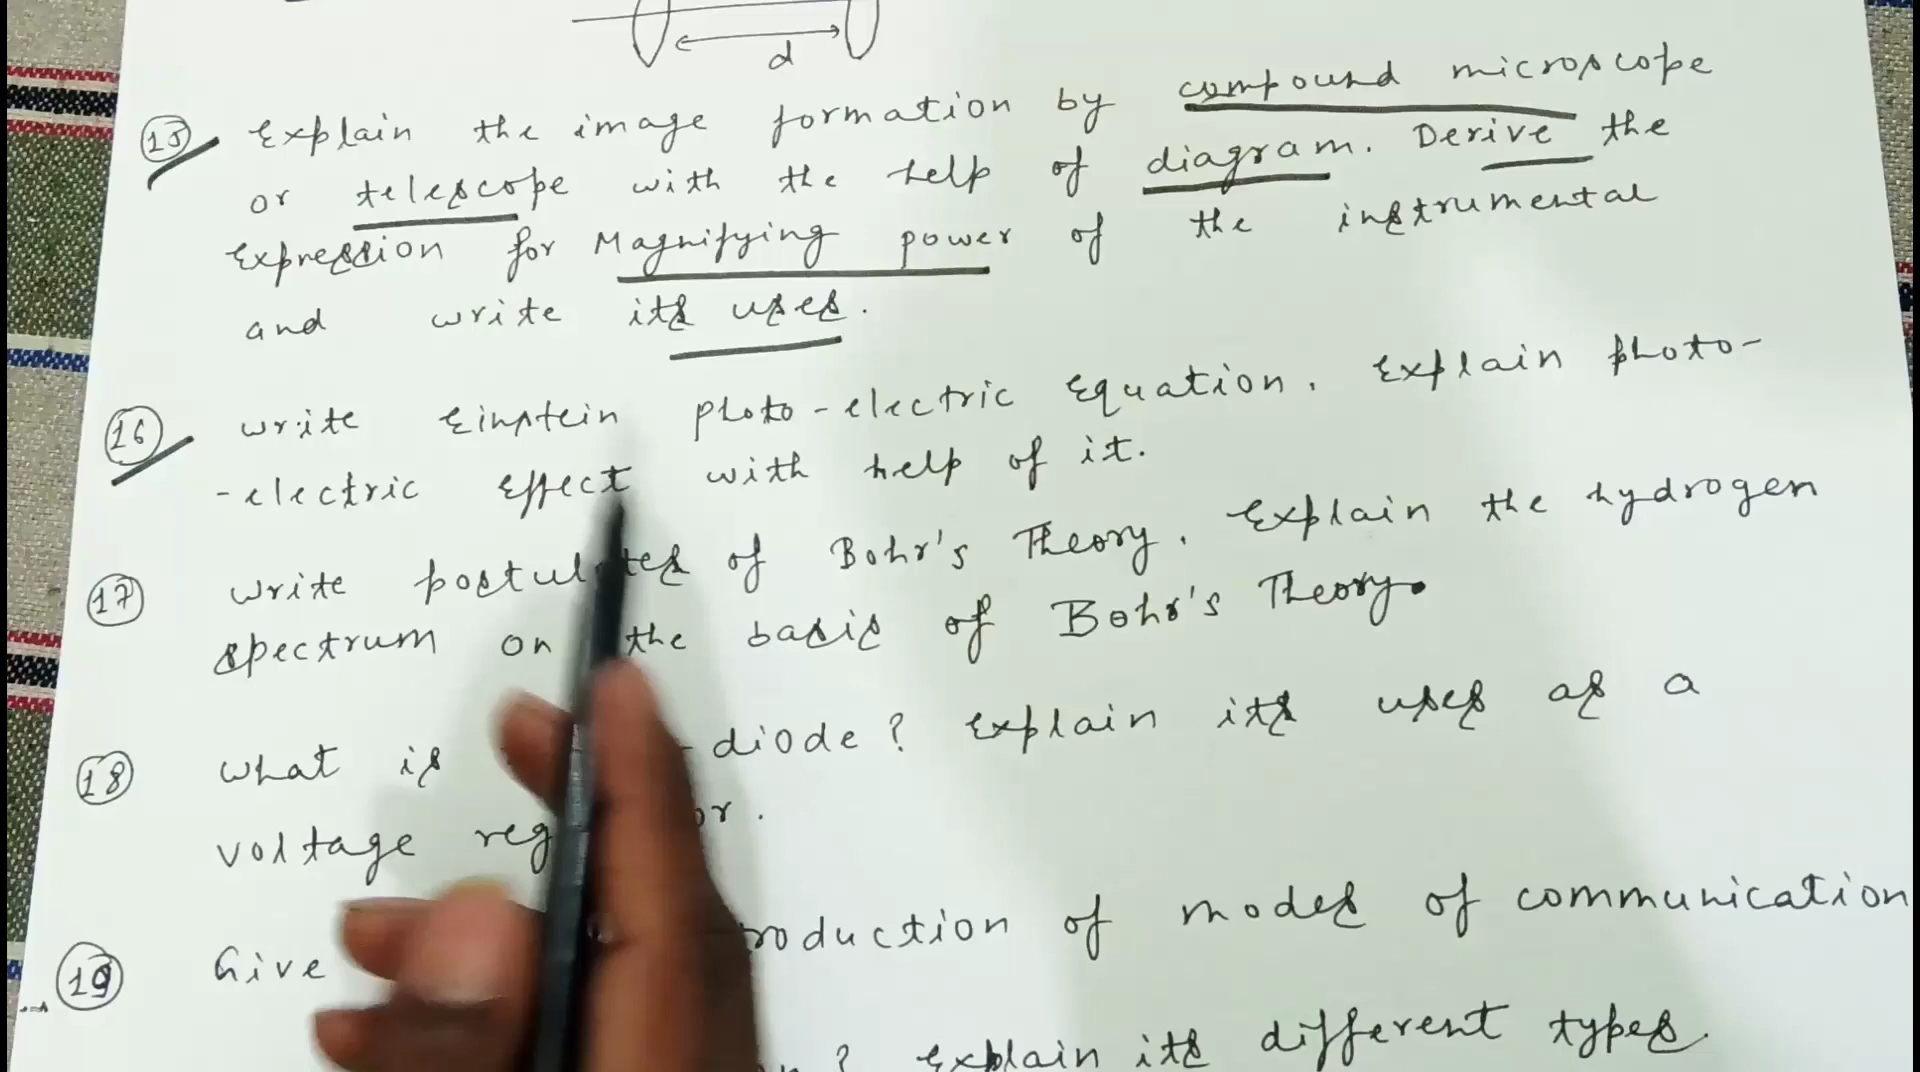 d
15 Explain the image formation by compound microscope
or telescope with the help of diagram. Derive the
Expression for Magnifying power of the instrumental
and write its uses.
16 write Einstein photo-electric Equation. Explain photo-
-electric Effect with help of it.
17 write of Bohr's Theory. Explain the hydrogen
spectrum on the basis of Bohr's Theory.
18 What is -diode? Explain its uses as a
voltage
19 Give of modes of communication
? Explain its different types.